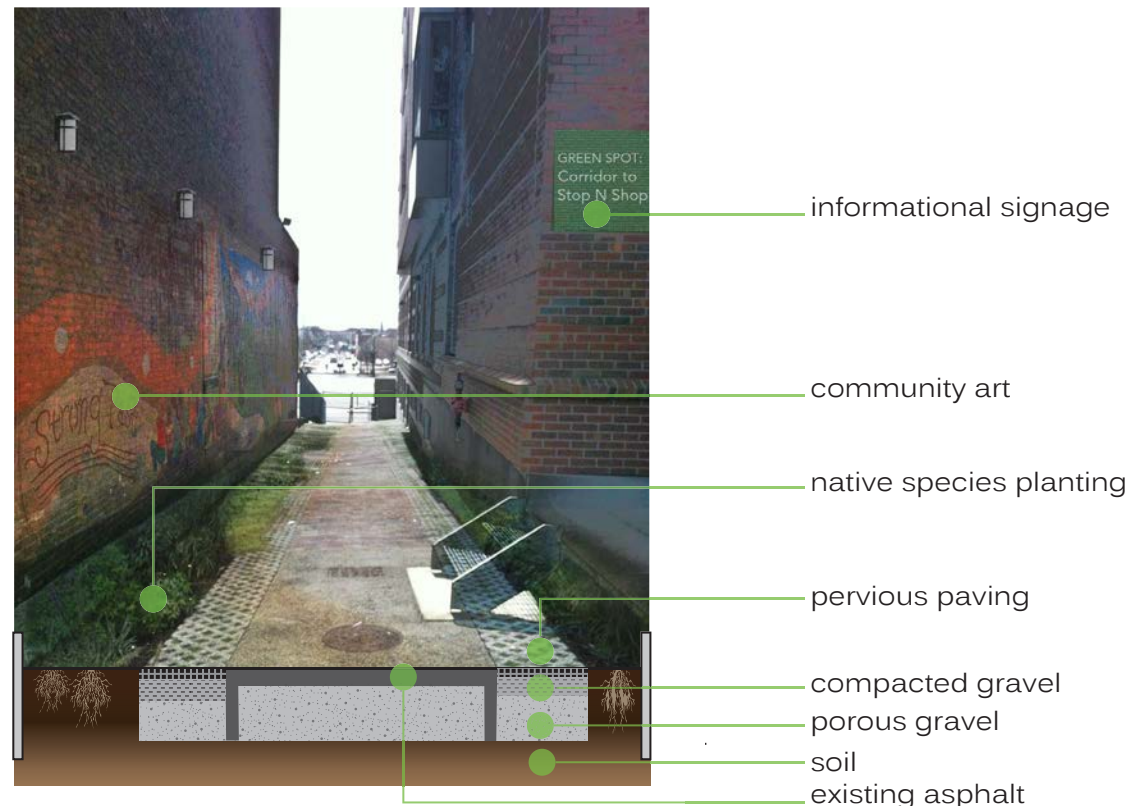 GREEN SPOT:
Corridor to
Stop N Shop
informational signage
community art
Strong
native species planting
pervious paving
compacted gravel
porous gravel
soil
existing asphalt